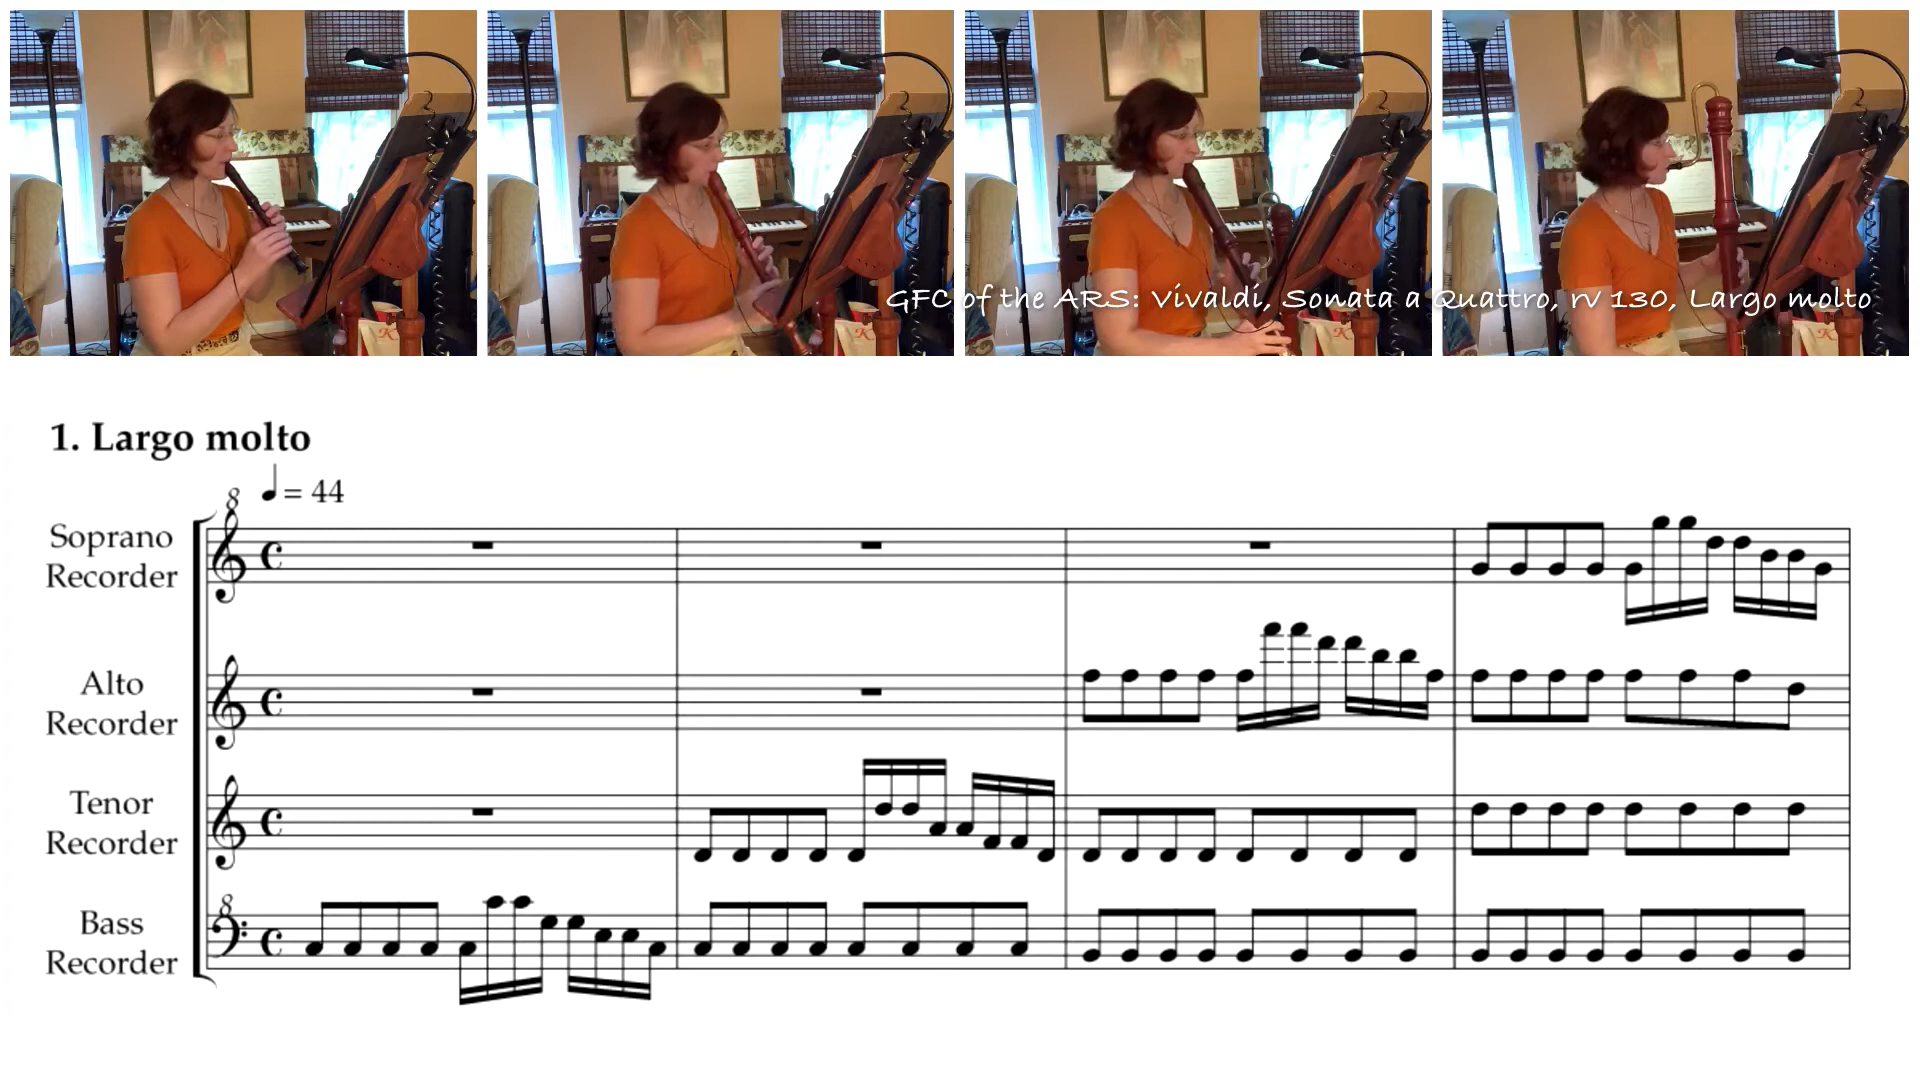 GFC of the ARS: Vivaldi, Sonata a Quattro, rV 130, Largo molto
1. Largo molto
8
= 44
Soprano
Recorder
Alto
Recorder
Tenor
Recorder
8
Bass
Recorder